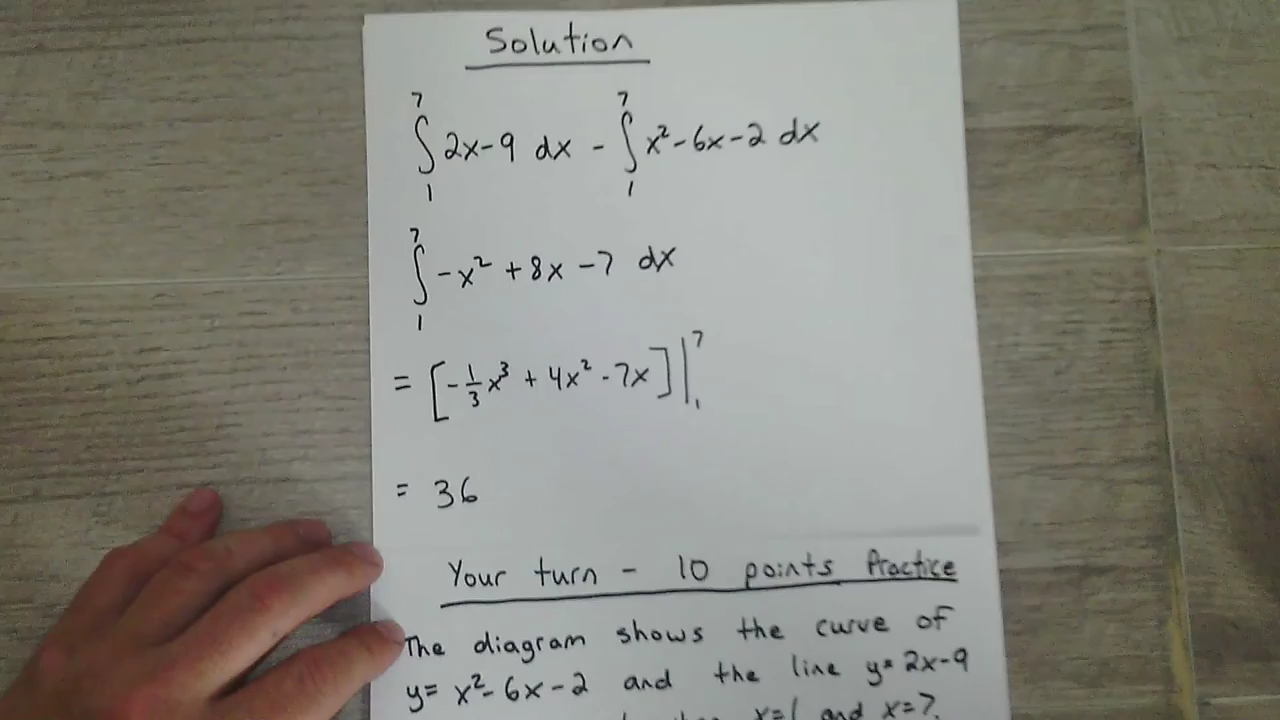 Solution
∫₁⁷ 2x-9 dx - ∫₁⁷ x²-6x-2 dx
∫₁⁷ -x² + 8x - 7 dx
= [-1/3 x³ + 4x² - 7x] |₁⁷
= 36
Your turn - 10 points Practice
The diagram shows the curve of
y= x²-6x-2 and the line y= 2x-9
x=1 and x=7.